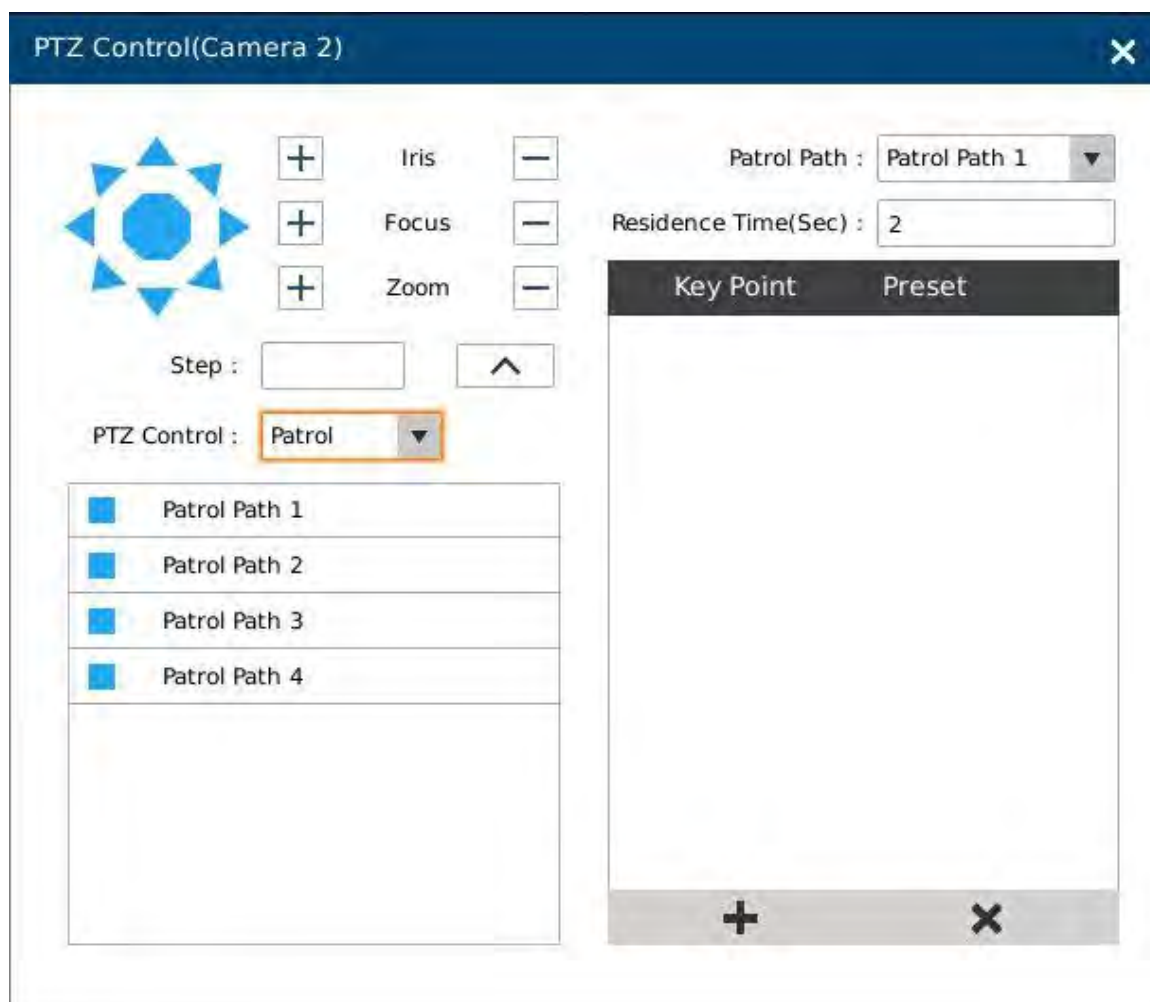 PTZ Control(Camera 2)
Iris
Focus
Zoom
Step :
PTZ Control : Patrol
Patrol Path 1
Patrol Path 2
Patrol Path 3
Patrol Path 4
Patrol Path : Patrol Path 1
Residence Time(Sec) : 2
Key Point Preset